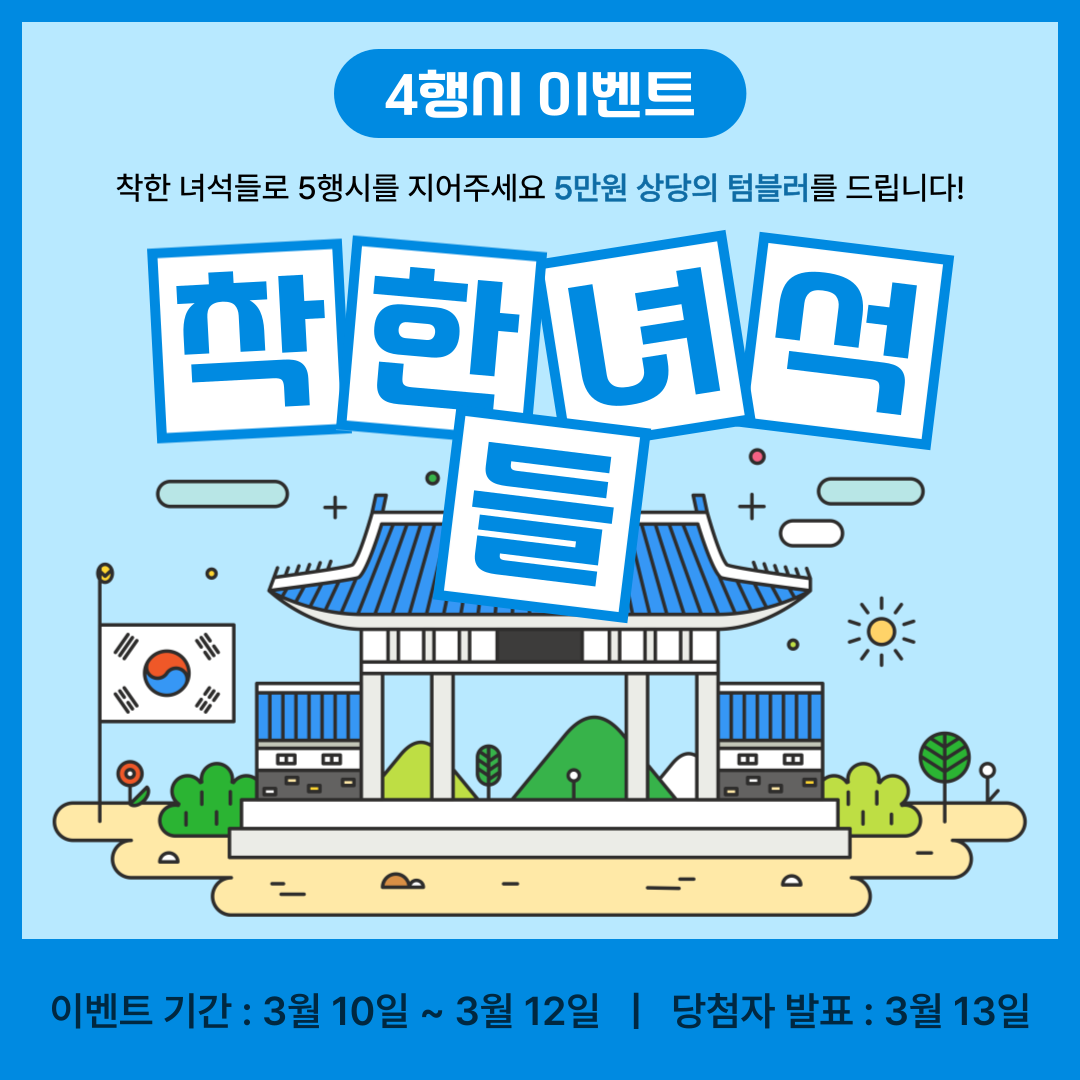 4행시 이벤트
착한 녀석들로 5행시를 지어주세요 5만원 상당의 텀블러를 드립니다!
착한녀석
들
이벤트 기간 : 3월 10일 ~ 3월 12일 | 당첨자 발표 : 3월 13일